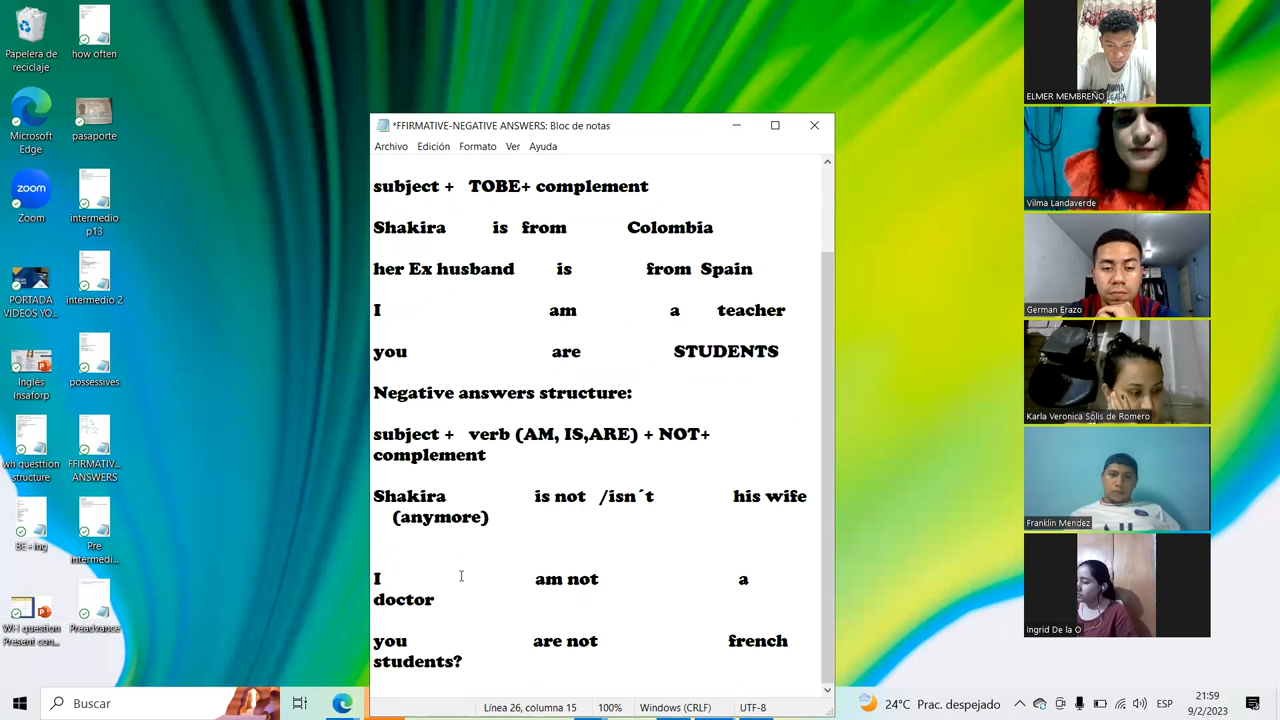 Papelera de reciclaje
how often
Microsoft Edge
pasaporte
Zoom
intermedio p13
PORTADA VIDEOS YO...
intermedio 2
Inglés Insaforp
possessives
wh questtion structure
FFIRMATIV... ANSWERS
BE + ing
Pre intermedio
WH question Present con...
Preadvance
*FFIRMATIVE-NEGATIVE ANSWERS: Bloc de notas
Archivo Edición Formato Ver Ayuda
subject + TOBE+ complement
Shakira is from Colombia
her Ex husband is from Spain
I am a teacher
you are STUDENTS
Negative answers structure:
subject + verb (AM, IS,ARE) + NOT+
complement
Shakira is not /isn´t his wife
(anymore)
I am not a
doctor
you are not french
students?
Línea 26, columna 15 100% Windows (CRLF) UTF-8
ELMER MEMBREÑO
Vilma Landaverde
German Erazo
Karla Veronica Sólis de Romero
Franklin Mendez
Ingrid De la O
Buscar
24°C Prac. despejado
ESP
21:59
9/2/2023